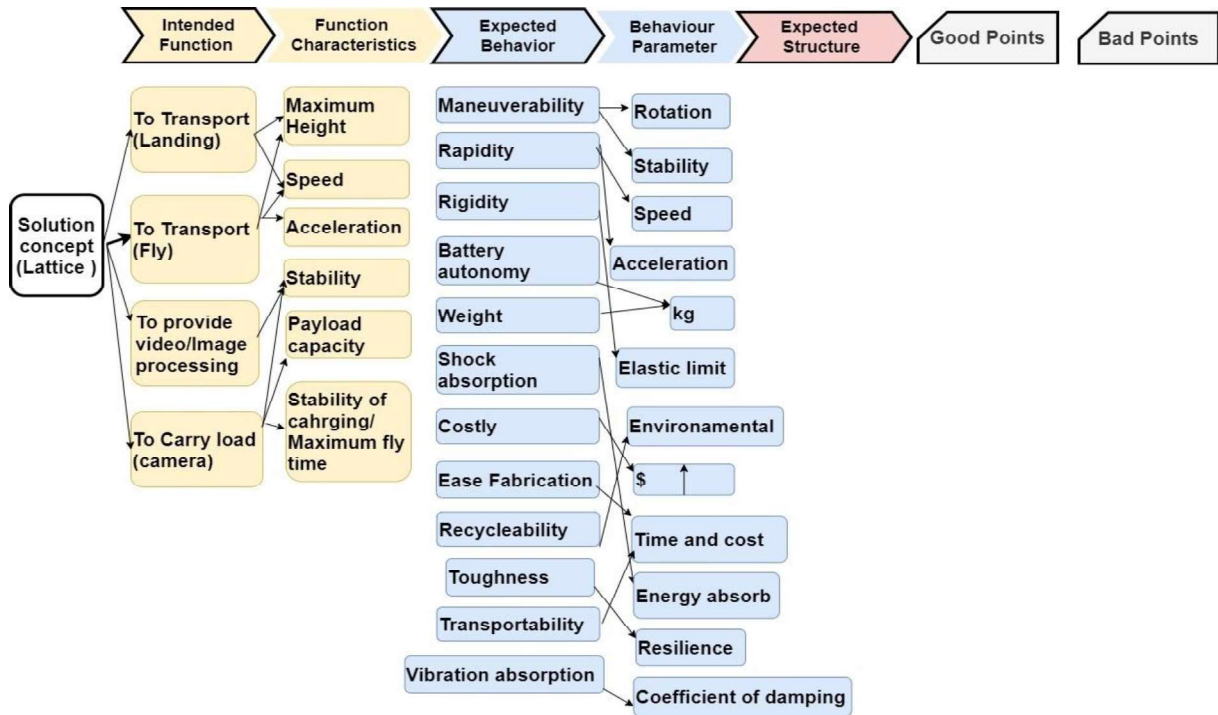 Intended
Function
Function
Characteristics
Expected
Behavior
Behaviour
Parameter
Expected
Structure
Good Points
Bad Points
Solution
concept
(Lattice )
To Transport
(Landing)
To Transport
(Fly)
To provide
video/Image
processing
To Carry load
(camera)
Maximum
Height
Speed
Acceleration
Stability
Payload
capacity
Stability of
cahrging/
Maximum fly
time
Maneuverability
Rapidity
Rigidity
Battery
autonomy
Weight
Shock
absorption
Costly
Ease Fabrication
Recycleability
Toughness
Transportability
Vibration absorption
Rotation
Stability
Speed
Acceleration
kg
Elastic limit
Environamental
$
Time and cost
Energy absorb
Resilience
Coefficient of damping